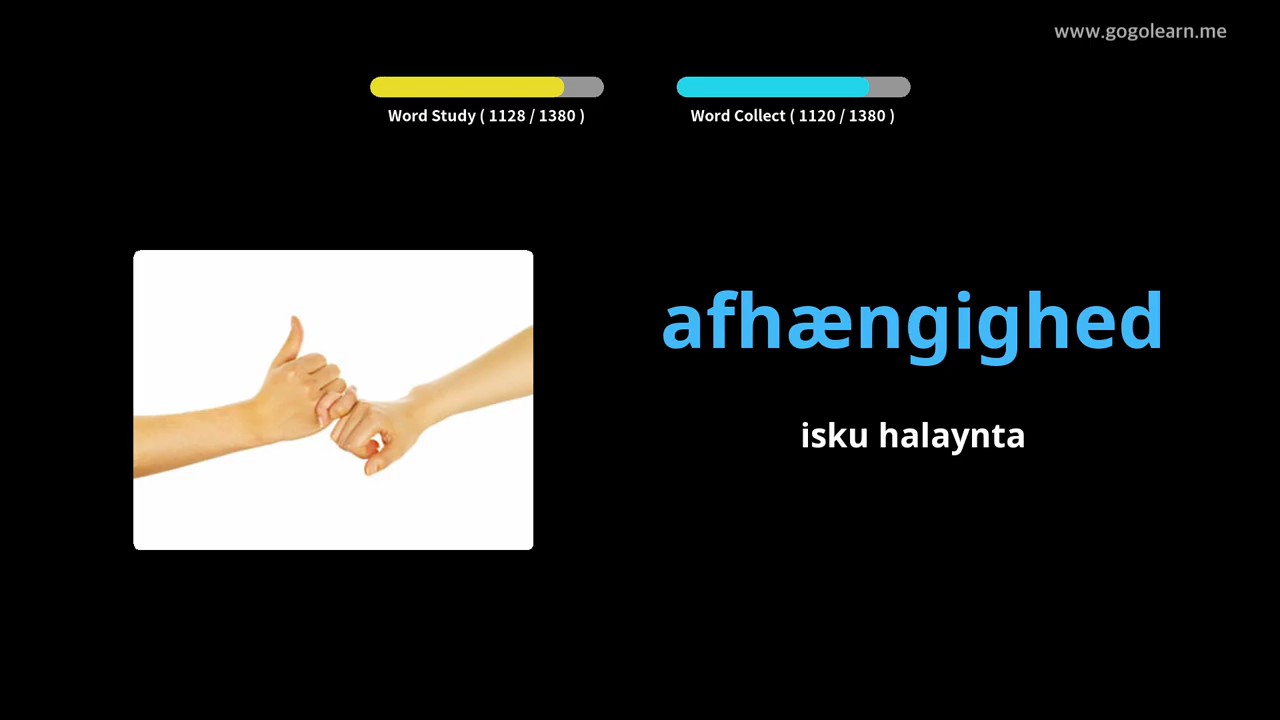 www.gogolearn.me
Word Study ( 1128 / 1380 )
Word Collect ( 1120 / 1380 )
afhængighed
isku halaynta